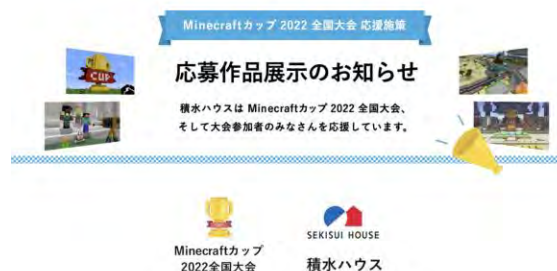 Minecraftカップ 2022 全国大会 応援施策
応募作品展示のお知らせ
積水ハウスは Minecraftカップ 2022 全国大会、
そして大会参加者のみなさんを応援しています。
CUP
Minecraftカップ
2022全国大会
SEKISUI HOUSE
積水ハウス